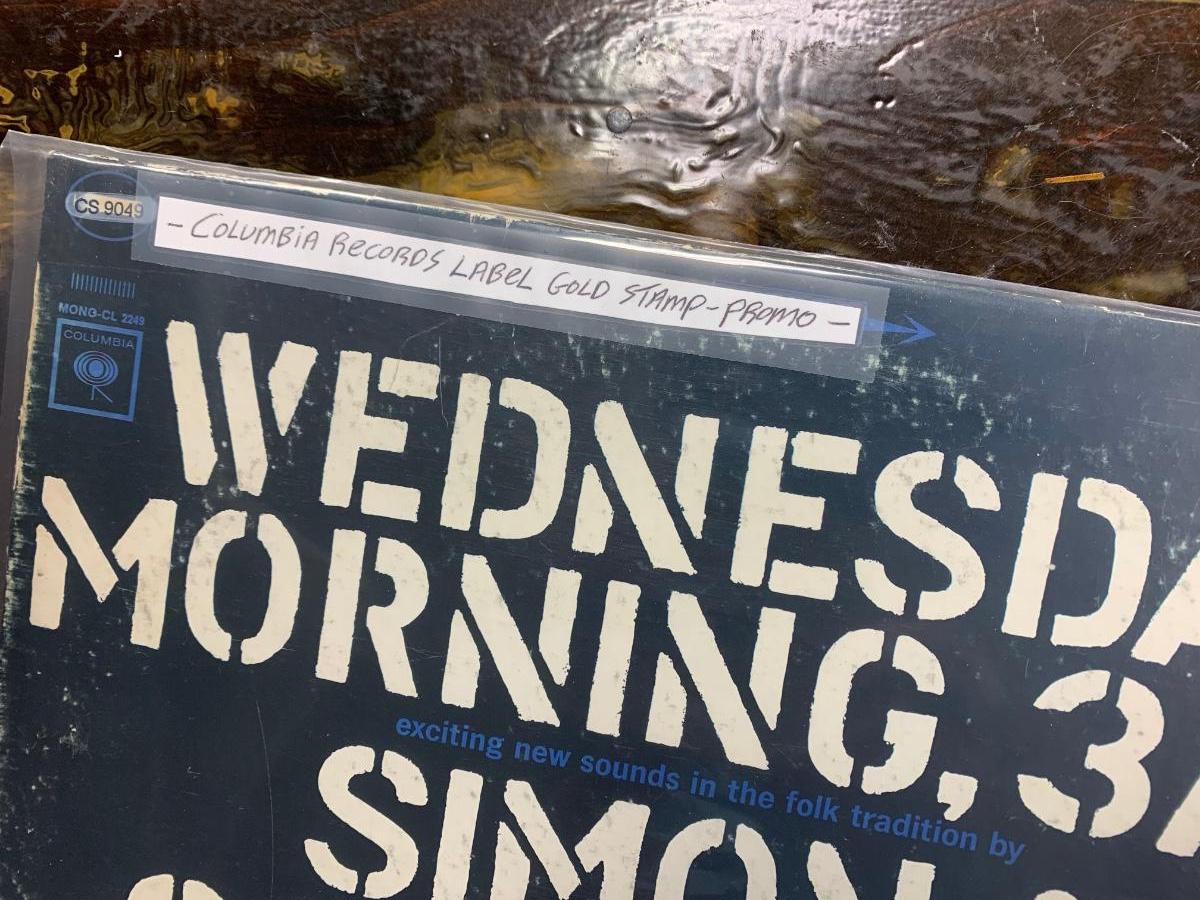 CS 9049
- COLUMBIA RECORDS LABEL GOLD STAMP-PROMO -
MONO-CL 2249
COLUMBIA
WEDNESDA
MORNING, 3
exciting new sounds in the folk tradition by
SIMON